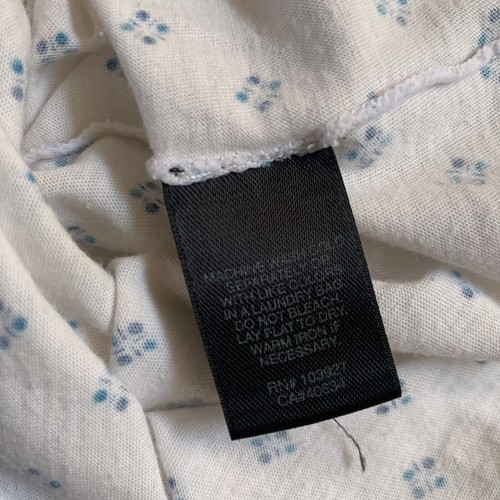 MACHINE WASH COLD
SEPARATELY OR
WITH LIKE COLORS
IN A LAUNDRY BAG.
DO NOT BLEACH.
LAY FLAT TO DRY.
WARM IRON IF
NECESSARY.
RN# 103927
CA#40834